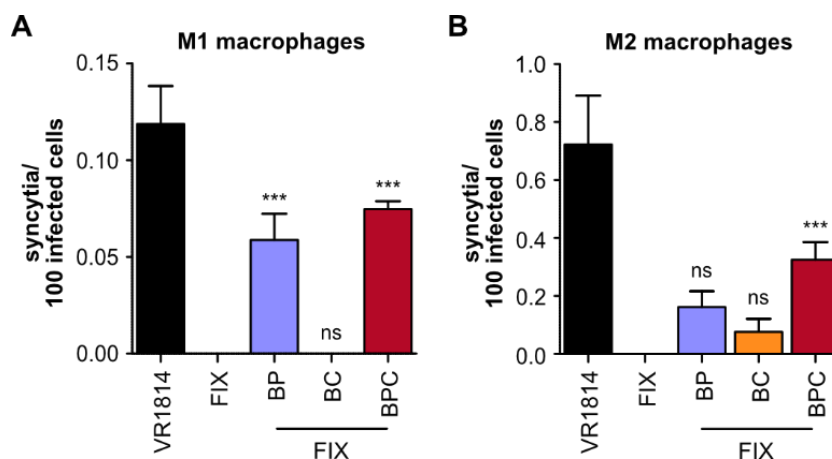 A
M1 macrophages
syncytia/
100 infected cells
0.15
0.10
0.05
0.00
***
ns
***
VR1814
FIX
BP
BC
BPC
FIX
B
M2 macrophages
syncytia/
100 infected cells
1.0
0.8
0.6
0.4
0.2
0.0
ns
ns
***
VR1814
FIX
BP
BC
BPC
FIX